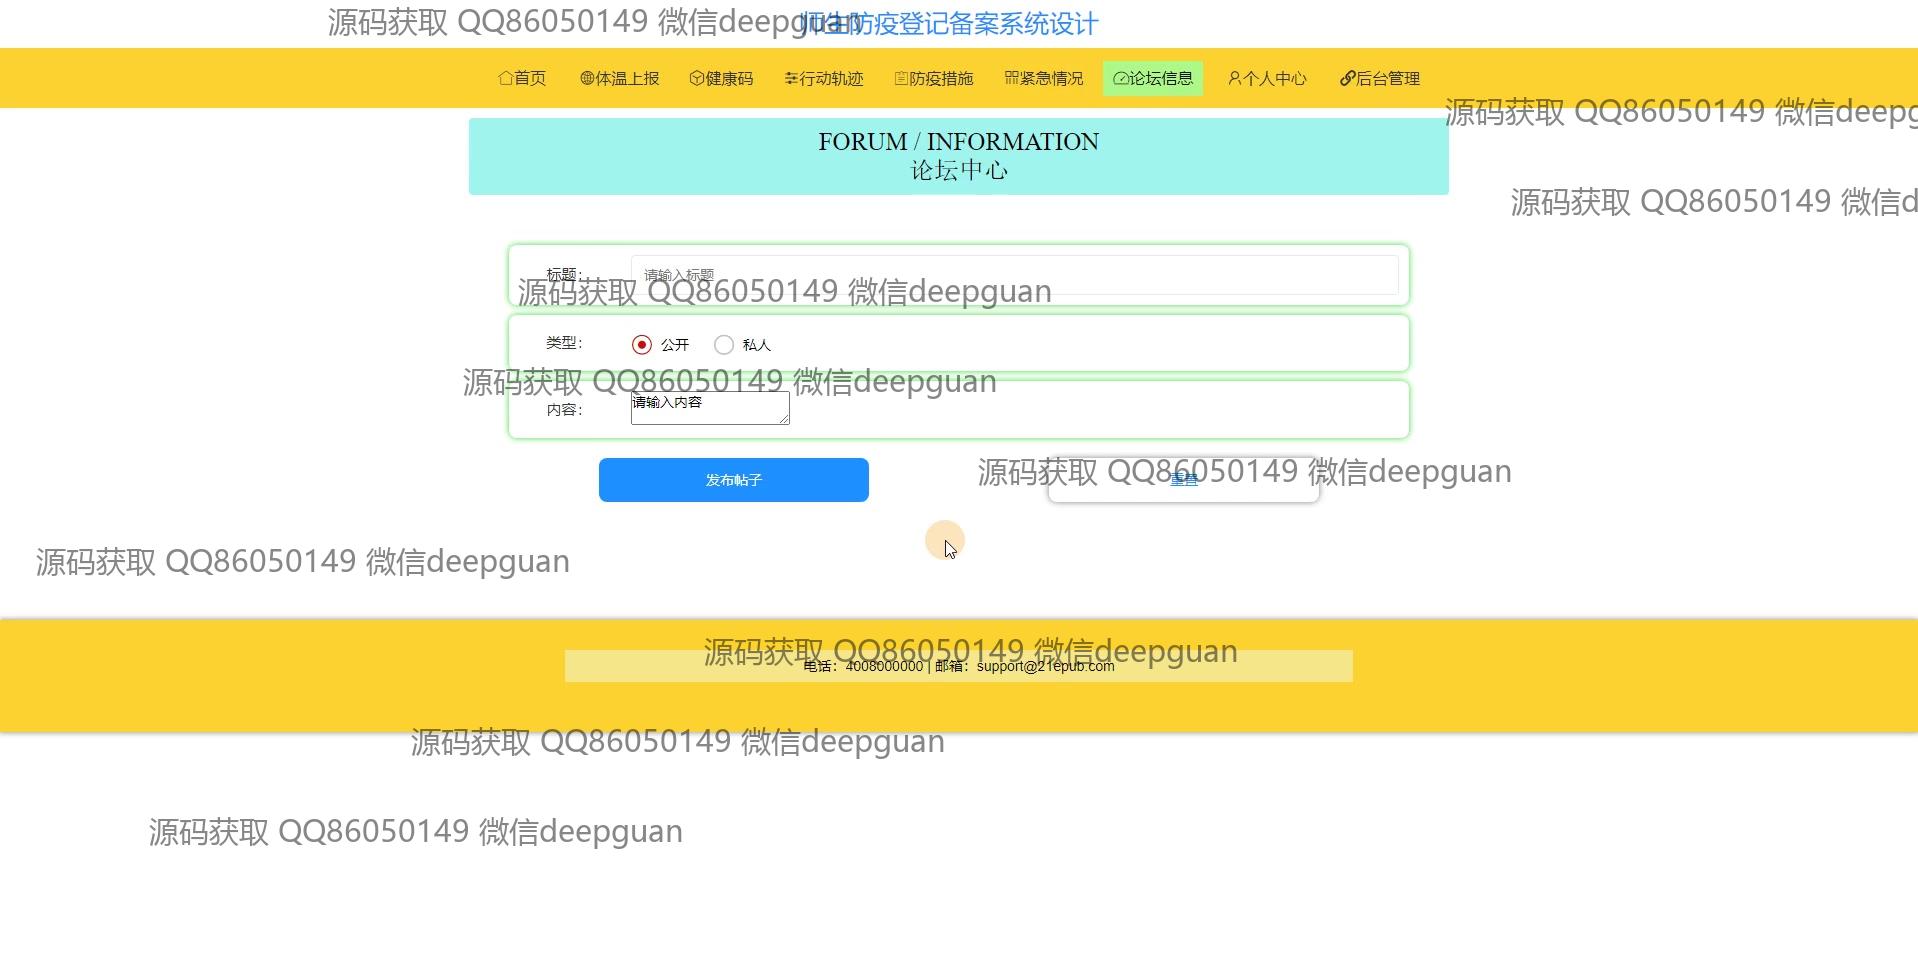 源码获取 QQ86050149 微信deepguan
师生防疫登记备案系统设计
首页 体温上报 健康码 行动轨迹 防疫措施 紧急情况 论坛信息 个人中心 后台管理
源码获取 QQ86050149 微信deepg
FORUM / INFORMATION
论坛中心
源码获取 QQ86050149 微信d
标题： 请输入标题
源码获取 QQ86050149 微信deepguan
类型： 公开 私人
源码获取 QQ86050149 微信deepguan
内容： 请输入内容
源码获取 QQ86050149 微信deepguan
发布帖子 重置
源码获取 QQ86050149 微信deepguan
源码获取 QQ86050149 微信deepguan
电话：4008000000 | 邮箱：support@21epub.com
源码获取 QQ86050149 微信deepguan
源码获取 QQ86050149 微信deepguan